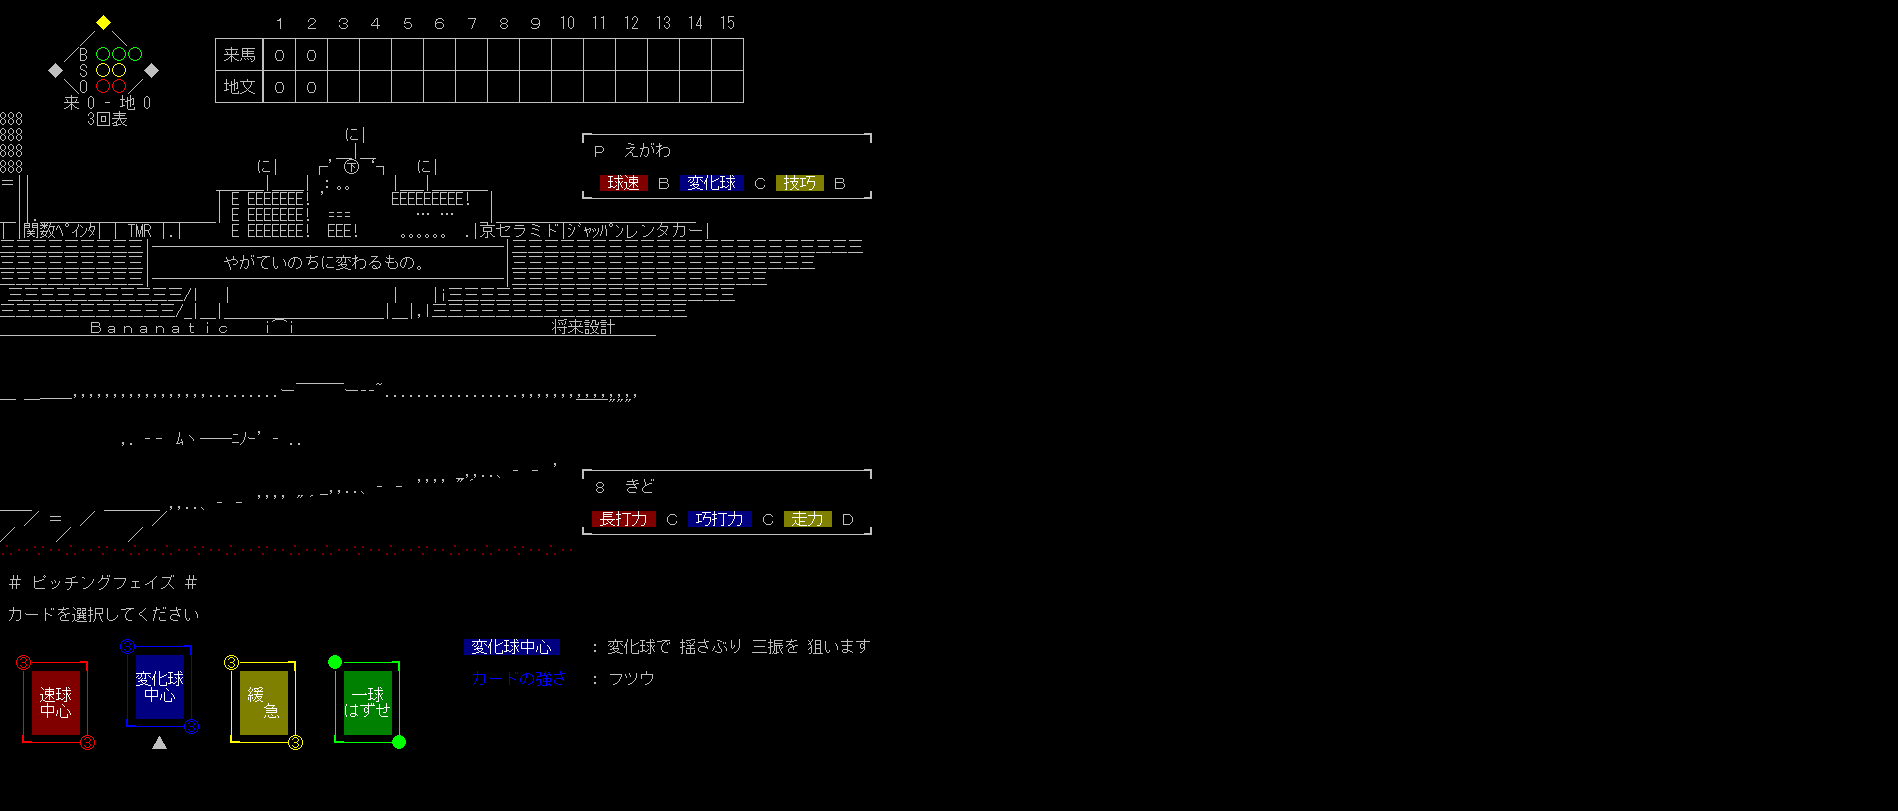 1 2 3 4 5 6 7 8 9 10 11 12 13 14 15
B
S
O
来馬 0 0
地文 0 0
来 0 - 地 0
3回表
888
888
888
888
に|
に| ㊦ に|
P えがわ
球速 B 変化球 C 技巧 B
E EEEEEEE! EEEEEEEEE!
E EEEEEEE! ===
|関数ﾍﾟｲﾝﾀ| | TMR |.| E EEEEEEE! EEE! .|京セラミド|ジャッパンレンタカー|
やがていのちに変わるもの。
Bananatic 将来設計
8 きど
長打力 C 巧打力 C 走力 D
# ピッチングフェイズ #
カードを選択してください
③ 速球中心 ③
③ 変化球中心 ③
③ 緩急 ③
一球はずせ
変化球中心 : 変化球で 揺さぶり 三振を 狙います
カードの強さ : フツウ